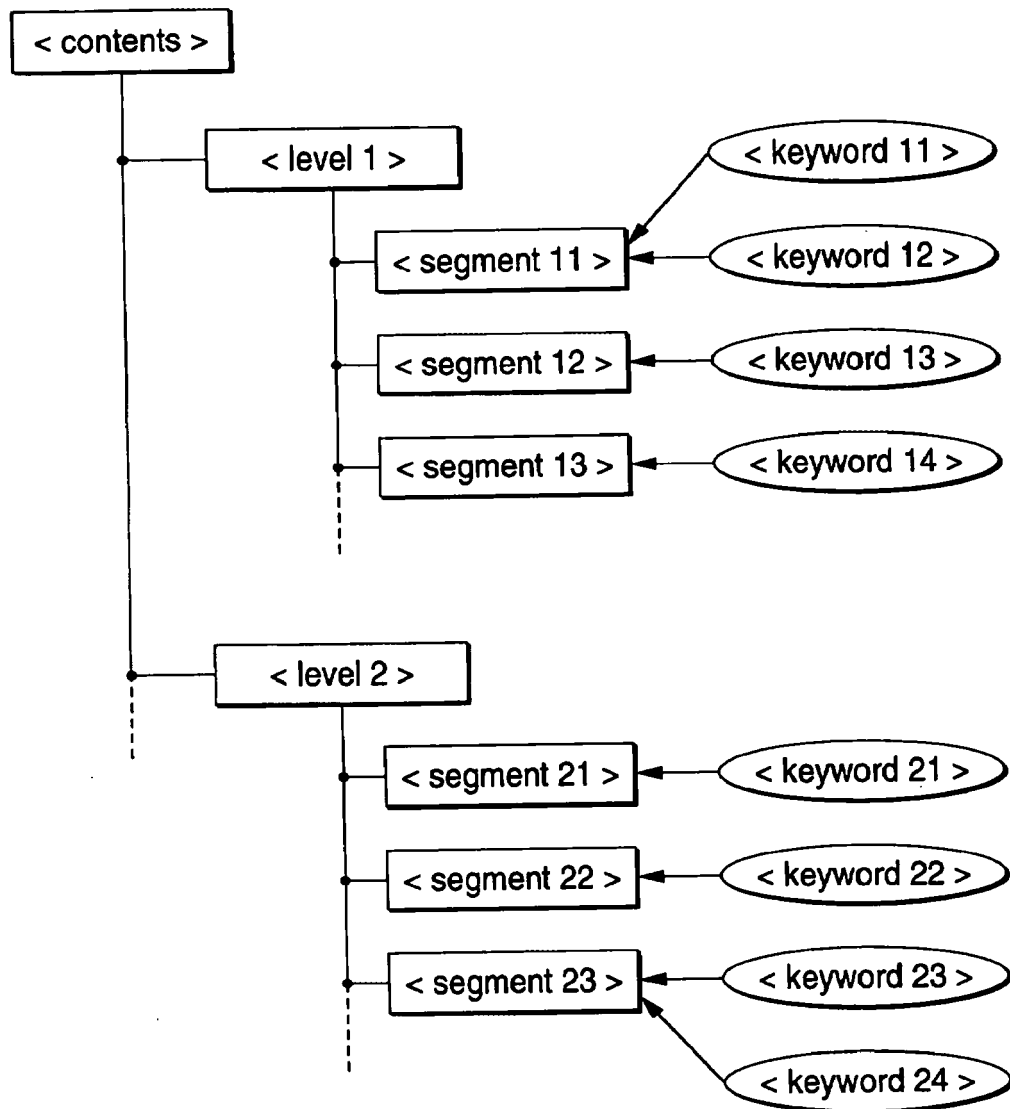 < contents >
< level 1 >
< keyword 11 >
< segment 11 >
< keyword 12 >
< segment 12 >
< keyword 13 >
< segment 13 >
< keyword 14 >
< level 2 >
< segment 21 >
< keyword 21 >
< segment 22 >
< keyword 22 >
< segment 23 >
< keyword 23 >
< keyword 24 >